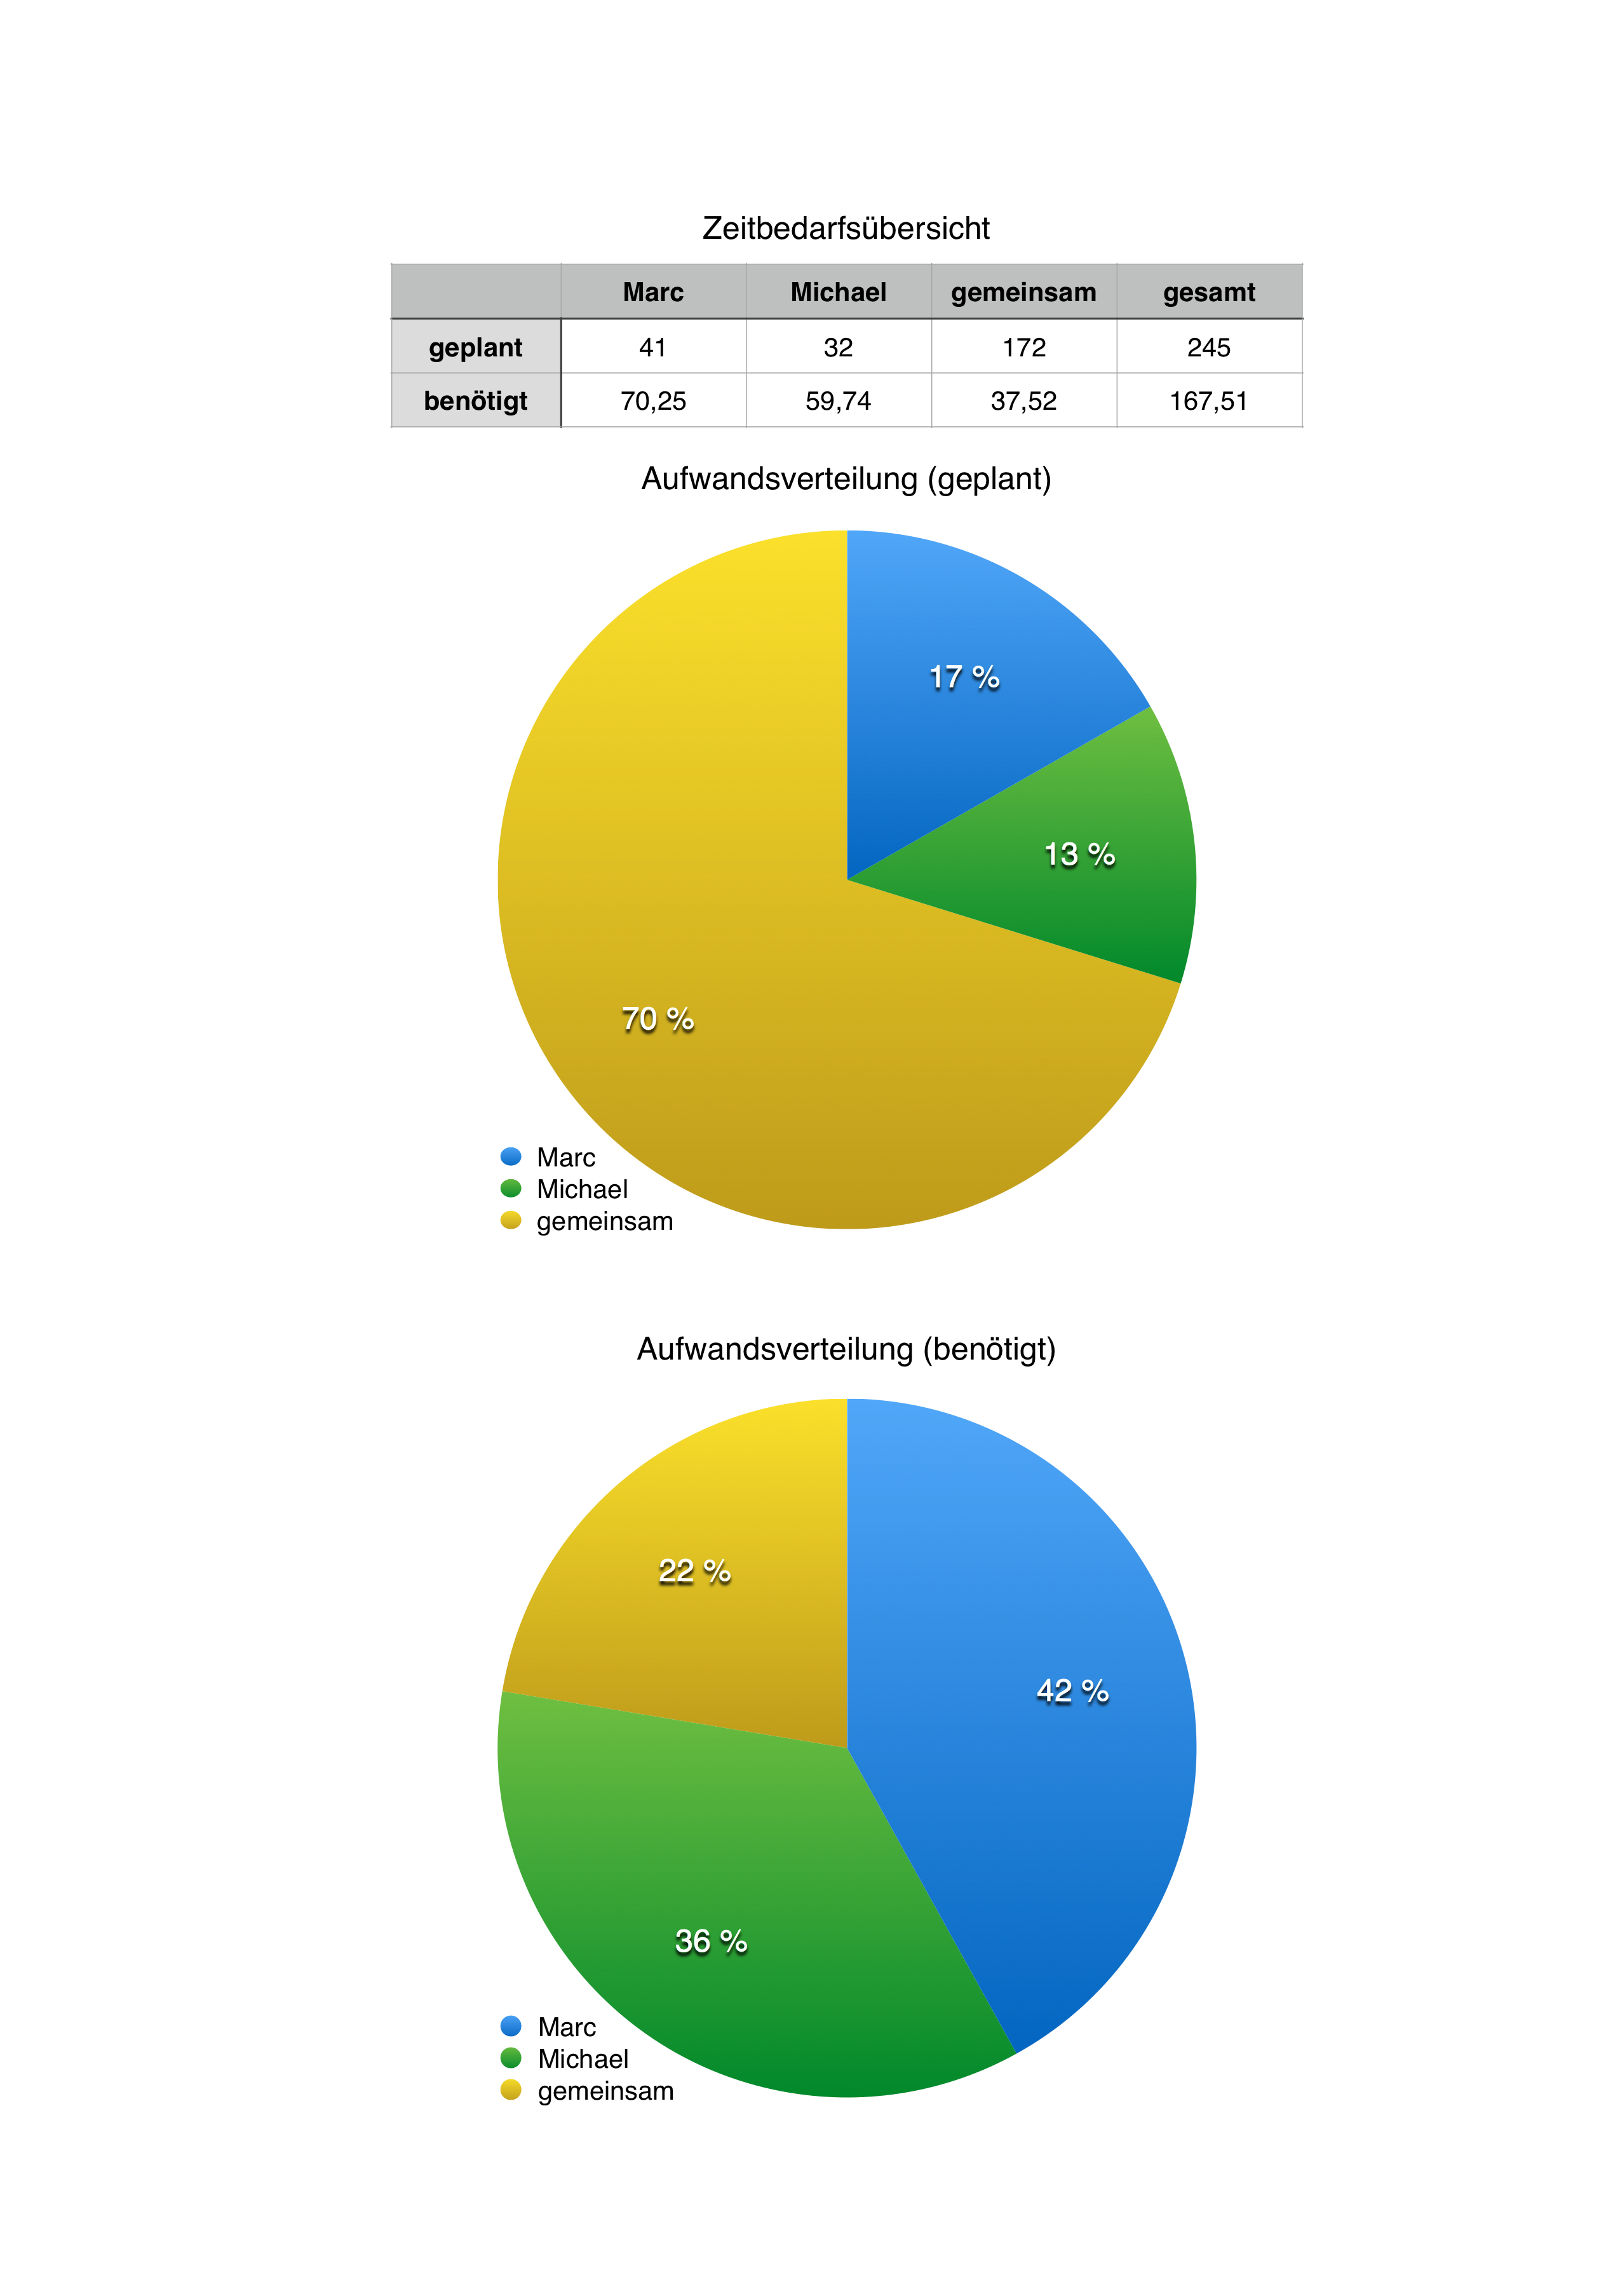 Zeitbedarfsübersicht
Marc Michael gemeinsam gesamt
geplant 41 32 172 245
benötigt 70,25 59,74 37,52 167,51
Aufwandsverteilung (geplant)
17 %
13 %
70 %
Marc
Michael
gemeinsam
Aufwandsverteilung (benötigt)
22 %
42 %
36 %
Marc
Michael
gemeinsam